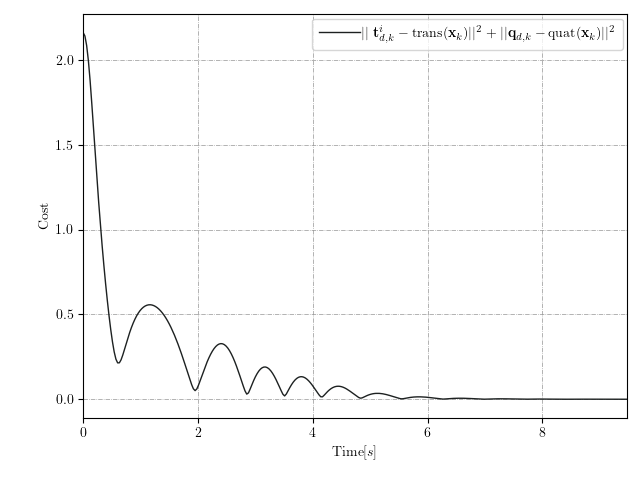 || t^i_{d,k} − trans(x_k)||^2 + ||q_{d,k} − quat(x_k)||^2
2.0
1.5
1.0
0.5
0.0
Cost
0 2 4 6 8
Time[s]